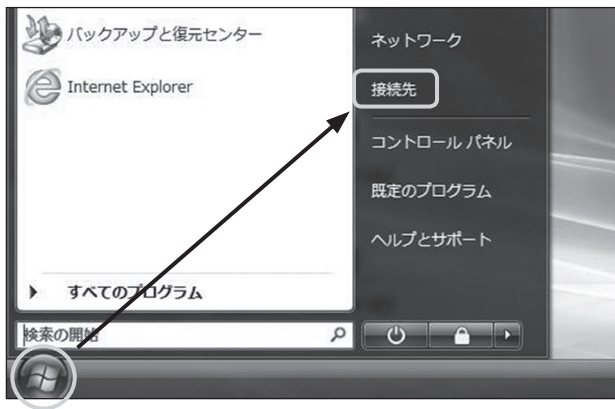 バックアップと復元センター
Internet Explorer
すべてのプログラム
検索の開始
ネットワーク
接続先
コントロール パネル
既定のプログラム
ヘルプとサポート